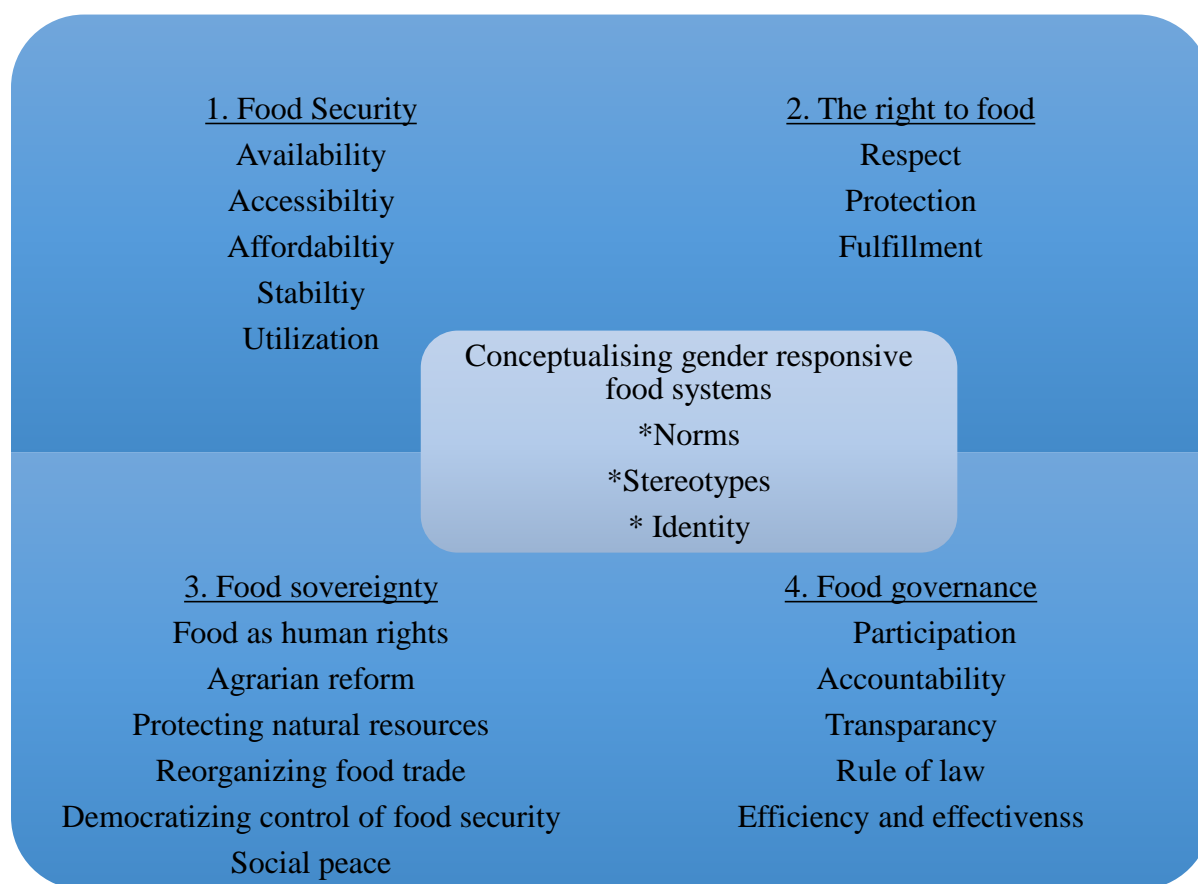 1. Food Security
Availability
Accessibiltiy
Affordabiltiy
Stabiltiy
Utilization
2. The right to food
Respect
Protection
Fulfillment
Conceptualising gender responsive
food systems
*Norms
*Stereotypes
* Identity
3. Food sovereignty
Food as human rights
Agrarian reform
Protecting natural resources
Reorganizing food trade
Democratizing control of food security
Social peace
4. Food governance
Participation
Accountability
Transparancy
Rule of law
Efficiency and effectivenss